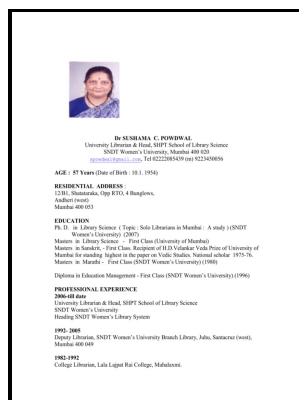 Dr SUSHAMA C. POWDWAL
University Librarian & Head, SHPT School of Library Science
SNDT Women's University, Mumbai 400 020
spowdwal@gmail.com, Tel 02222085439 (m) 9223450056
AGE : 57 Years (Date of Birth : 10.1. 1954)
RESIDENTIAL ADDRESS :
12/B1, Shatataraka, Opp RTO, 4 Bunglows,
Andheri (west)
Mumbai 400 053
EDUCATION
Ph. D. in Library Science ( Topic : Solo Librarians in Mumbai : A study ) (SNDT
Women's University) (2007)
Masters in Library Science - First Class (University of Mumbai)
Masters in Sanskrit, - First Class. Recipient of H.D.Velankar Veda Prize of University of
Mumbai for standing highest in the paper on Vedic Studies. National scholar 1975-76.
Masters in Marathi - First Class (SNDT Women's University) (1980)
Diploma in Education Management - First Class (SNDT Women's University) (1996)
PROFESSIONAL EXPERIENCE
2006-till date
University Librarian & Head, SHPT School of Library Science
SNDT Women's University
Heading SNDT Women's Library System
1992- 2005
Deputy Librarian, SNDT Women's University Branch Library, Juhu, Santacruz (west),
Mumbai 400 049
1982-1992
College Librarian, Lala Lajpat Rai College, Mahalaxmi.